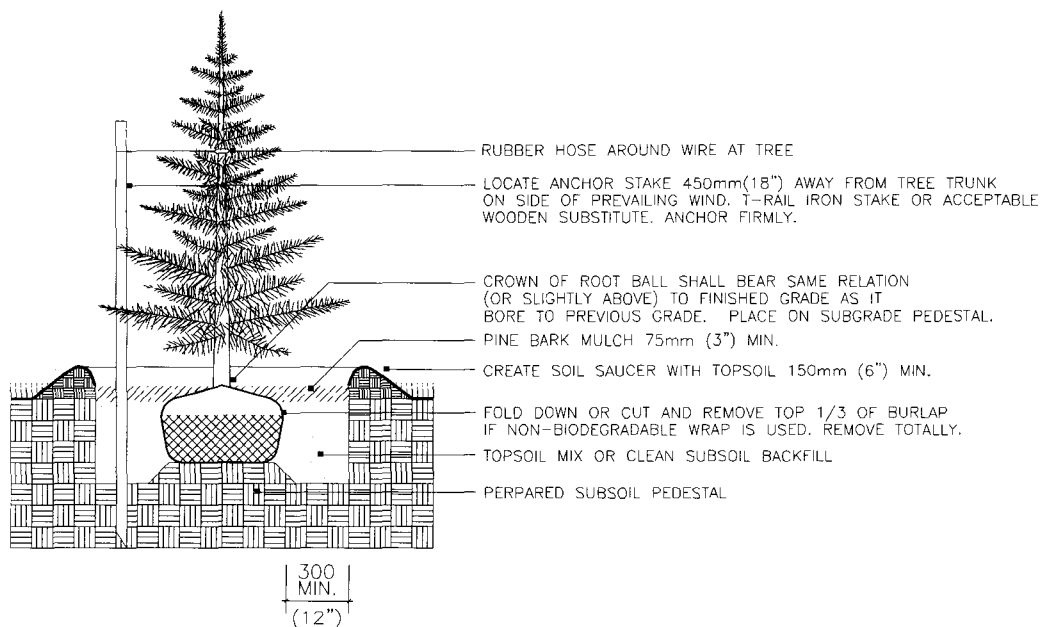 RUBBER HOSE AROUND WIRE AT TREE
LOCATE ANCHOR STAKE 450mm(18") AWAY FROM TREE TRUNK
ON SIDE OF PREVAILING WIND. T-RAIL IRON STAKE OR ACCEPTABLE
WOODEN SUBSTITUTE. ANCHOR FIRMLY.
CROWN OF ROOT BALL SHALL BEAR SAME RELATION
(OR SLIGHTLY ABOVE) TO FINISHED GRADE AS IT
BORE TO PREVIOUS GRADE. PLACE ON SUBGRADE PEDESTAL.
PINE BARK MULCH 75mm (3") MIN.
CREATE SOIL SAUCER WITH TOPSOIL 150mm (6") MIN.
FOLD DOWN OR CUT AND REMOVE TOP 1/3 OF BURLAP
IF NON-BIODEGRADABLE WRAP IS USED. REMOVE TOTALLY.
TOPSOIL MIX OR CLEAN SUBSOIL BACKFILL
PERPARED SUBSOIL PEDESTAL
300
MIN.
(12")